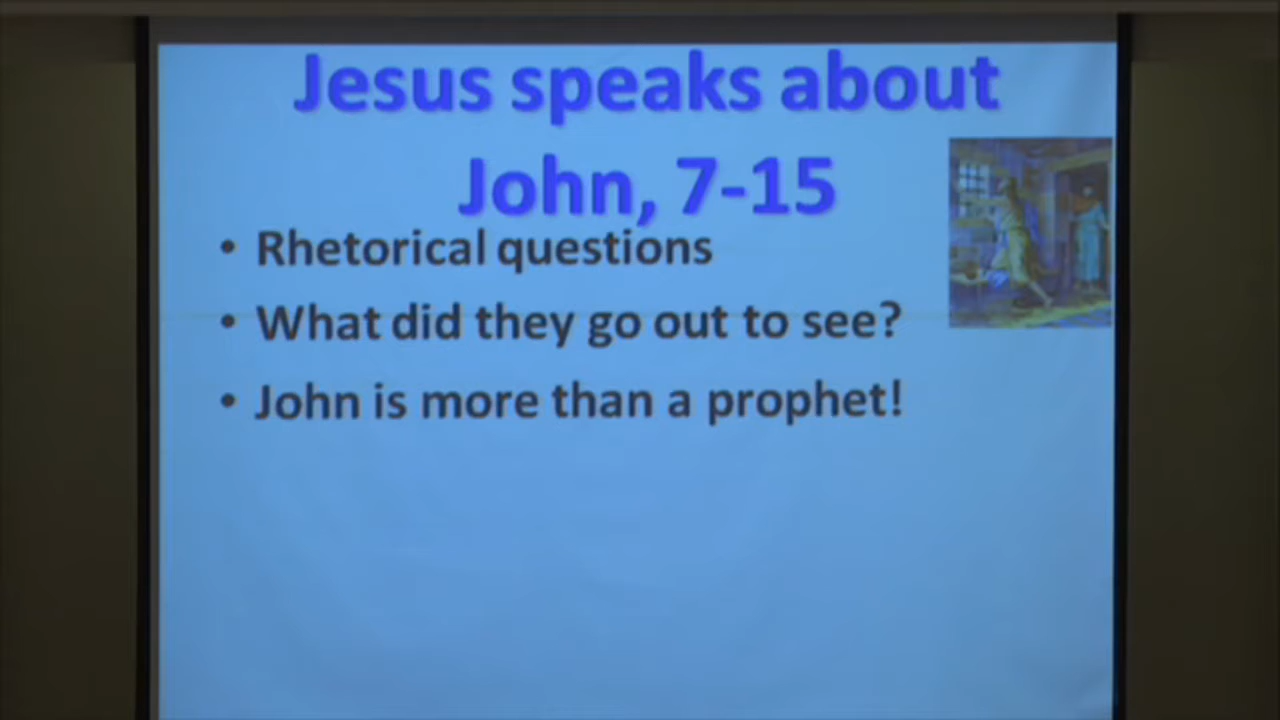 Jesus speaks about
John, 7-15
• Rhetorical questions
• What did they go out to see?
• John is more than a prophet!